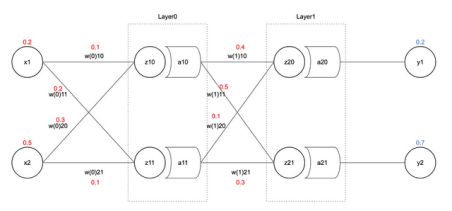 Layer0
Layer1
0.2
0.1
0.4
0.2
x1
w(0)10
z10
a10
w(1)10
z20
a20
y1
0.2
w(0)11
0.5
w(1)11
0.3
w(0)20
0.1
w(1)20
0.5
0.7
x2
w(0)21
z11
a11
w(1)21
z21
a21
y2
0.1
0.3